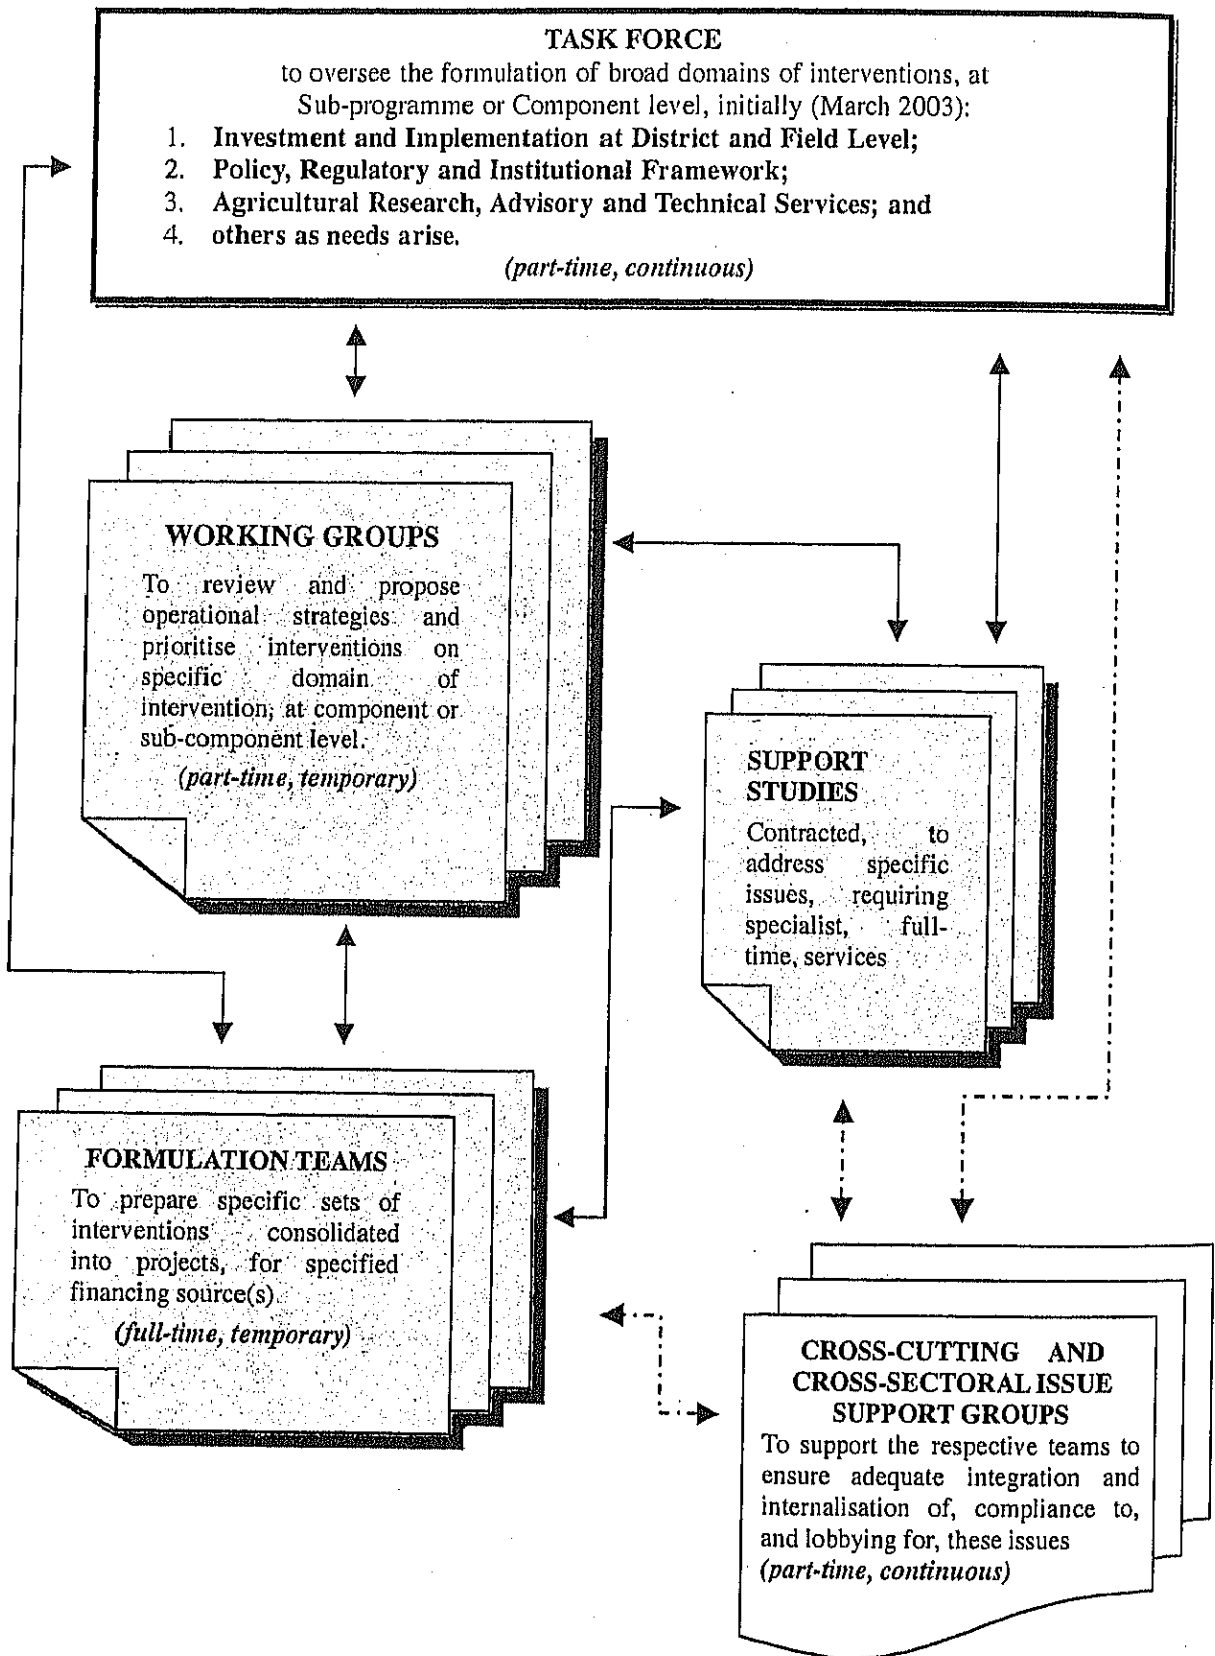 TASK FORCE
to oversee the formulation of broad domains of interventions, at
Sub-programme or Component level, initially (March 2003):
1. Investment and Implementation at District and Field Level;
2. Policy, Regulatory and Institutional Framework;
3. Agricultural Research, Advisory and Technical Services; and
4. others as needs arise.
(part-time, continuous)
WORKING GROUPS
To review and propose
operational strategies and
prioritise interventions on
specific domain of
intervention, at component or
sub-component level.
(part-time, temporary)
SUPPORT
STUDIES
Contracted, to
address specific
issues, requiring
specialist, full-
time, services
FORMULATION TEAMS
To prepare specific sets of
interventions consolidated
into projects, for specified
financing source(s).
(full-time, temporary)
CROSS-CUTTING AND
CROSS-SECTORAL ISSUE
SUPPORT GROUPS
To support the respective teams to
ensure adequate integration and
internalisation of, compliance to,
and lobbying for, these issues
(part-time, continuous)